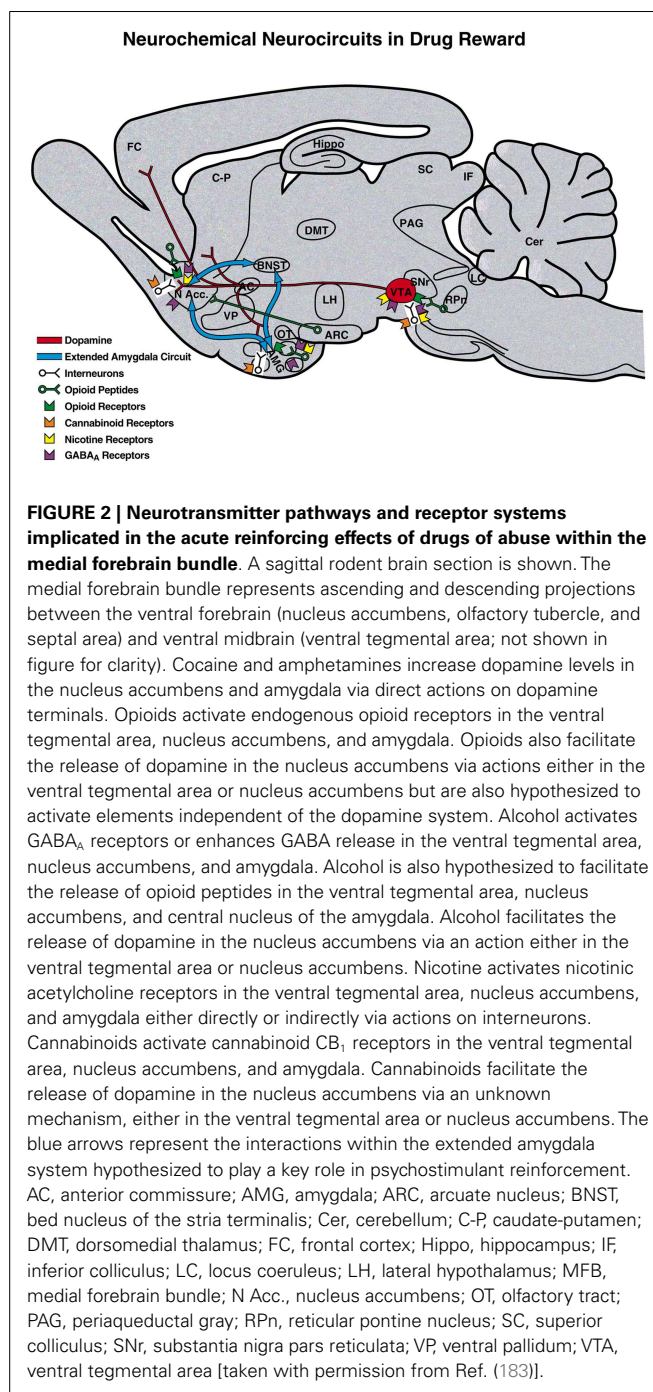 Neurochemical Neurocircuits in Drug Reward
FC
Hippo
C-P
SC
IF
DMT
PAG
Cer
BNST
LC
SNr
N Acc.
AC
VTA
RPn
LH
VP
OT
ARC
AMG
Dopamine
Extended Amygdala Circuit
Interneurons
Opioid Peptides
Opioid Receptors
Cannabinoid Receptors
Nicotine Receptors
GABAA Receptors
FIGURE 2 | Neurotransmitter pathways and receptor systems
implicated in the acute reinforcing effects of drugs of abuse within the
medial forebrain bundle. A sagittal rodent brain section is shown. The
medial forebrain bundle represents ascending and descending projections
between the ventral forebrain (nucleus accumbens, olfactory tubercle, and
septal area) and ventral midbrain (ventral tegmental area; not shown in
figure for clarity). Cocaine and amphetamines increase dopamine levels in
the nucleus accumbens and amygdala via direct actions on dopamine
terminals. Opioids activate endogenous opioid receptors in the ventral
tegmental area, nucleus accumbens, and amygdala. Opioids also facilitate
the release of dopamine in the nucleus accumbens via actions either in the
ventral tegmental area or nucleus accumbens but are also hypothesized to
activate elements independent of the dopamine system. Alcohol activates
GABAA receptors or enhances GABA release in the ventral tegmental area,
nucleus accumbens, and amygdala. Alcohol is also hypothesized to facilitate
the release of opioid peptides in the ventral tegmental area, nucleus
accumbens, and central nucleus of the amygdala. Alcohol facilitates the
release of dopamine in the nucleus accumbens via an action either in the
ventral tegmental area or nucleus accumbens. Nicotine activates nicotinic
acetylcholine receptors in the ventral tegmental area, nucleus accumbens,
and amygdala either directly or indirectly via actions on interneurons.
Cannabinoids activate cannabinoid CB1 receptors in the ventral tegmental
area, nucleus accumbens, and amygdala. Cannabinoids facilitate the
release of dopamine in the nucleus accumbens via an unknown
mechanism, either in the ventral tegmental area or nucleus accumbens. The
blue arrows represent the interactions within the extended amygdala
system hypothesized to play a key role in psychostimulant reinforcement.
AC, anterior commissure; AMG, amygdala; ARC, arcuate nucleus; BNST,
bed nucleus of the stria terminalis; Cer, cerebellum; C-P, caudate-putamen;
DMT, dorsomedial thalamus; FC, frontal cortex; Hippo, hippocampus; IF,
inferior colliculus; LC, locus coeruleus; LH, lateral hypothalamus; MFB,
medial forebrain bundle; N Acc., nucleus accumbens; OT, olfactory tract;
PAG, periaqueductal gray; RPn, reticular pontine nucleus; SC, superior
colliculus; SNr, substantia nigra pars reticulata; VP, ventral pallidum; VTA,
ventral tegmental area [taken with permission from Ref. (183)].